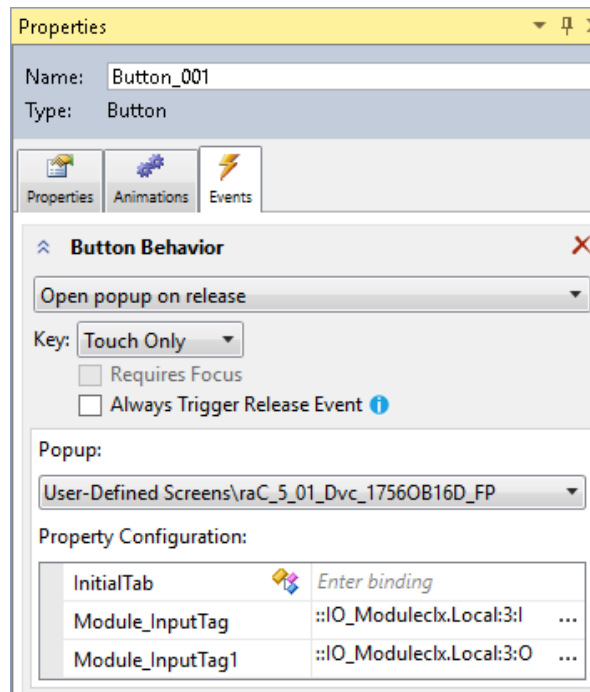 Properties
Name: Button_001
Type: Button
Properties Animations Events
Button Behavior
Open popup on release
Key: Touch Only
Requires Focus
Always Trigger Release Event
Popup:
User-Defined Screens\raC_5_01_Dvc_1756OB16D_FP
Property Configuration:
InitialTab Enter binding
Module_InputTag ::IO_Moduleclx.Local:3:I ...
Module_InputTag1 ::IO_Moduleclx.Local:3:O ...